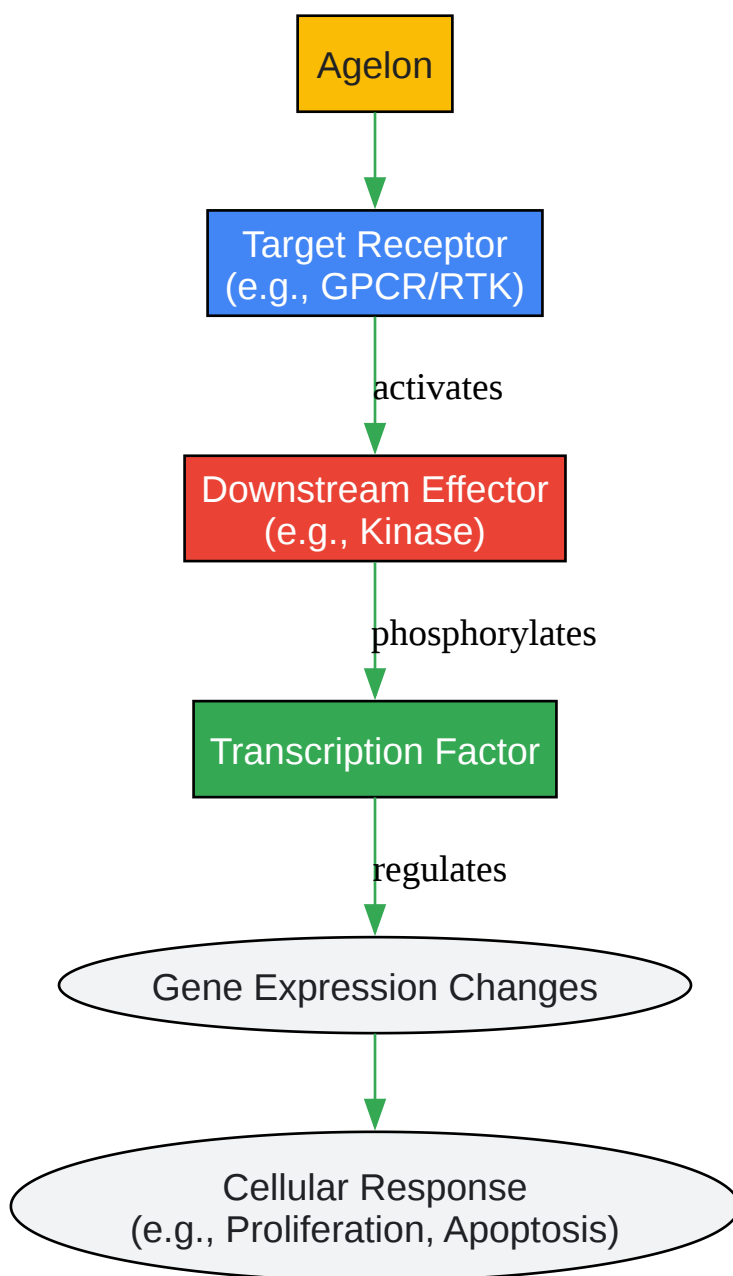 Agelon
Target Receptor
(e.g., GPCR/RTK)
activates
Downstream Effector
(e.g., Kinase)
phosphorylates
Transcription Factor
regulates
Gene Expression Changes
Cellular Response
(e.g., Proliferation, Apoptosis)